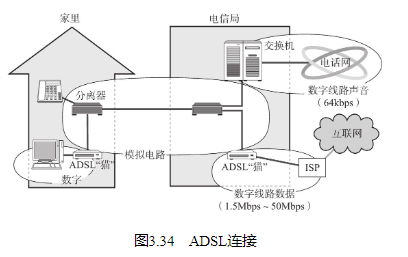 家里
电信局
交换机
电话网
分离器
数字线路声音
（64kbps）
互联网
模拟电路
ADSL“猫”
数字
ADSL“猫”
ISP
数字线路数据
（1.5Mbps ~ 50Mbps）
图3.34 ADSL连接